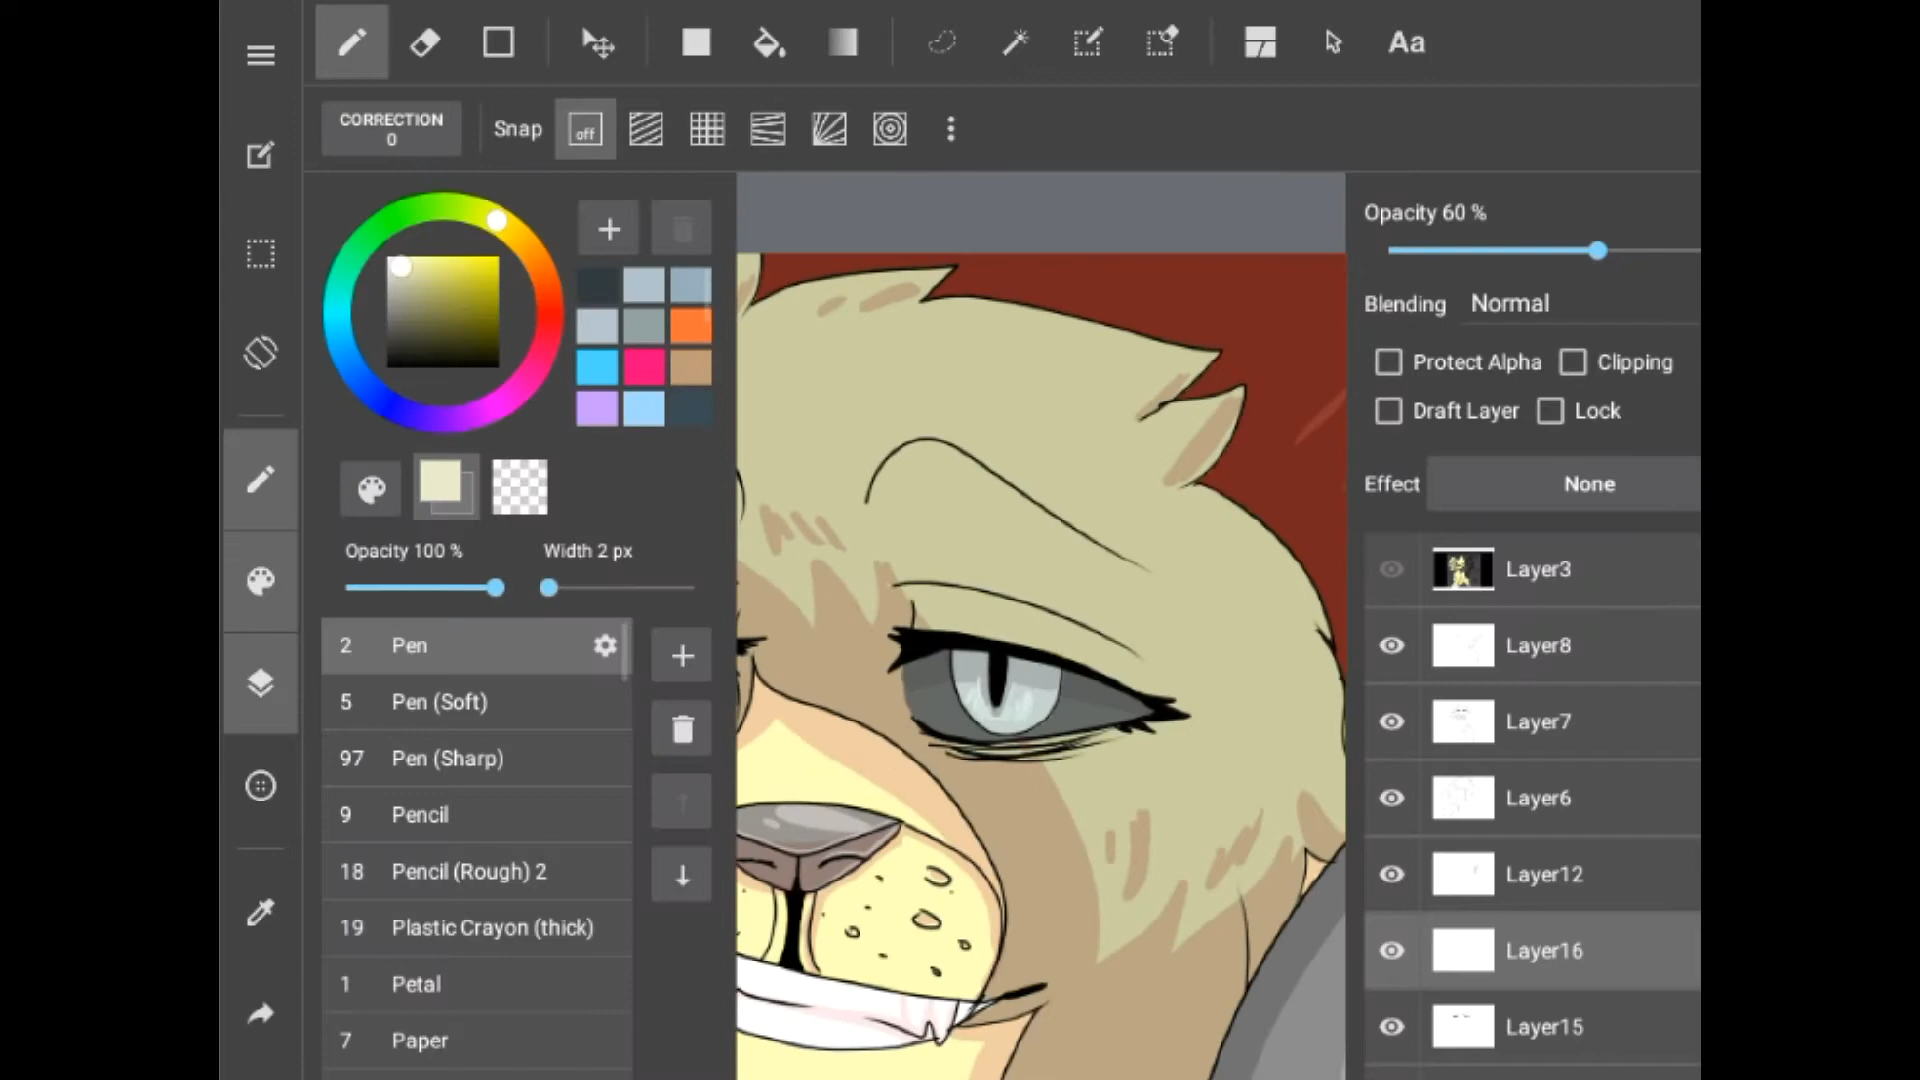 Aa
CORRECTION
0
Snap
off
Opacity 60 %
Blending Normal
Protect Alpha Clipping
Draft Layer Lock
Effect None
Opacity 100 % Width 2 px
2 Pen
5 Pen (Soft)
97 Pen (Sharp)
9 Pencil
18 Pencil (Rough) 2
19 Plastic Crayon (thick)
1 Petal
7 Paper
Layer3
Layer8
Layer7
Layer6
Layer12
Layer16
Layer15